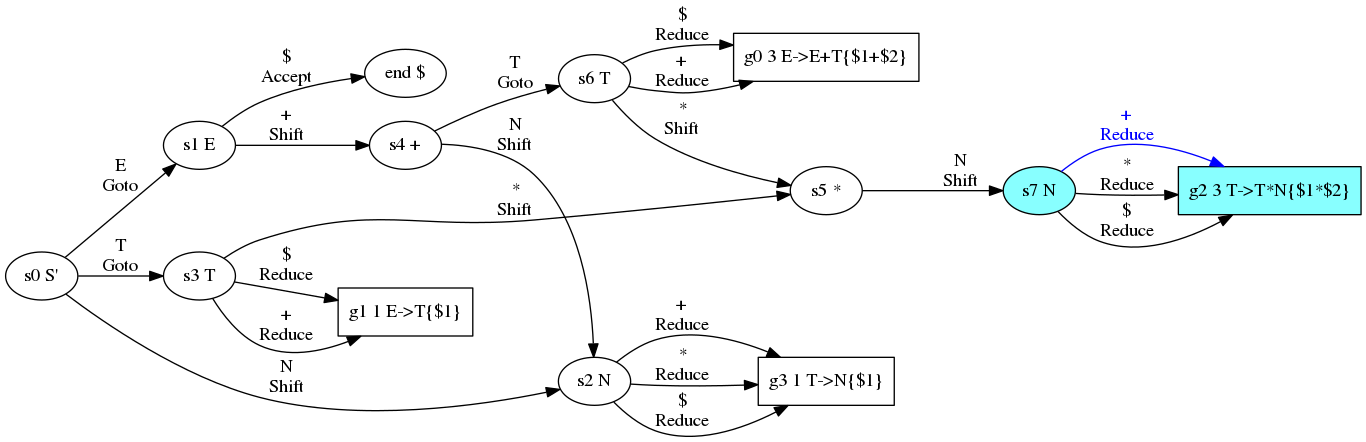 $
Reduce
g0 3 E->E+T{$1+$2}
+
Reduce
T
Goto
s6 T
$
Accept
end $
*
Shift
+
Shift
s1 E
s4 +
N
Shift
E
Goto
*
Shift
s5 *
N
Shift
s7 N
+
Reduce
*
Reduce
$
Reduce
g2 3 T->T*N{$1*$2}
s0 S'
T
Goto
s3 T
$
Reduce
+
Reduce
g1 1 E->T{$1}
N
Shift
s2 N
+
Reduce
*
Reduce
$
Reduce
g3 1 T->N{$1}